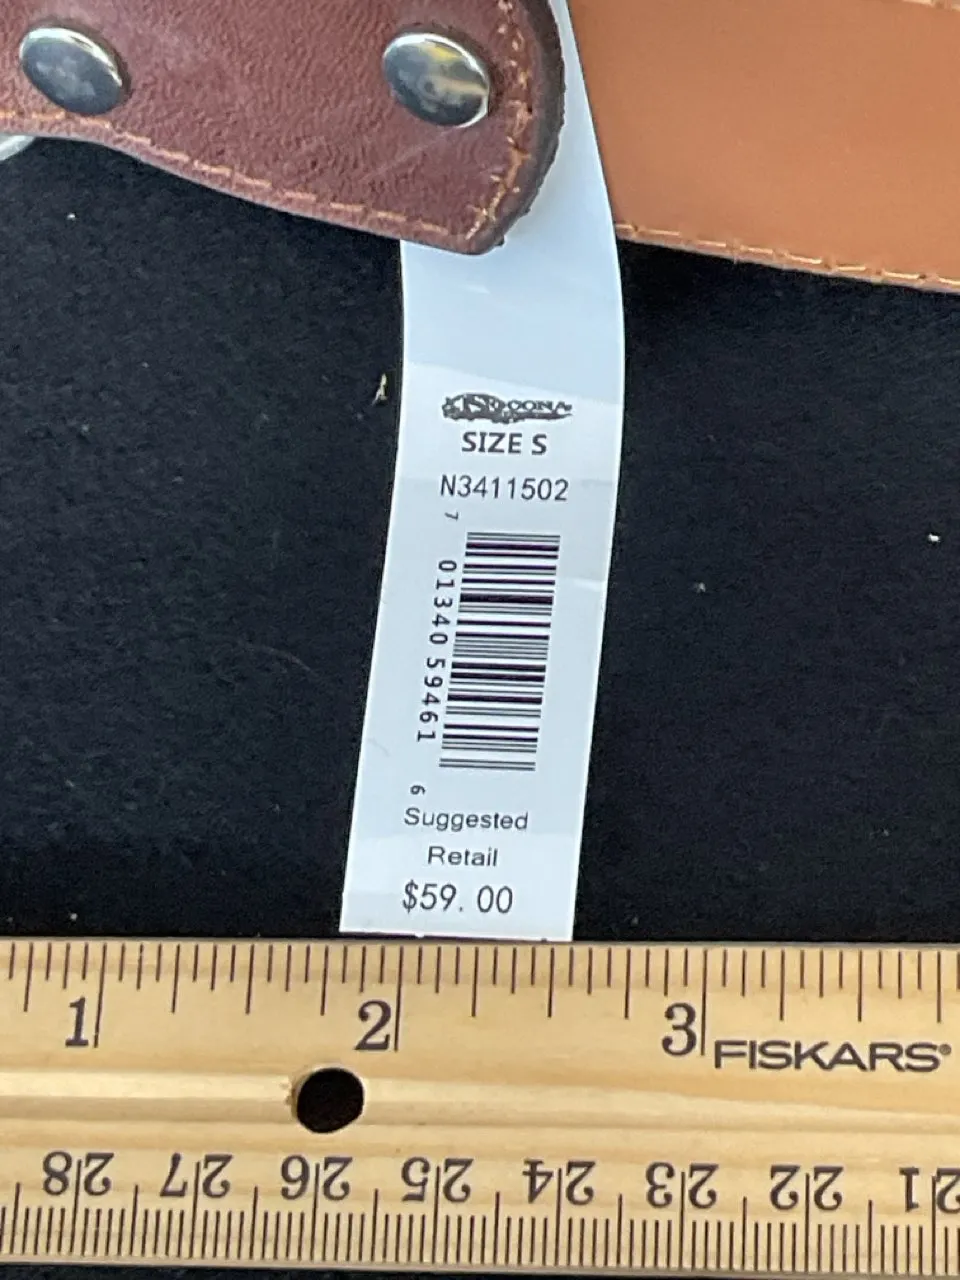 SIZE S
N3411502
7
01340 59461
6
Suggested
Retail
$59. 00
1 2 3
FISKARS®
28 27 26 25 24 23 22 21